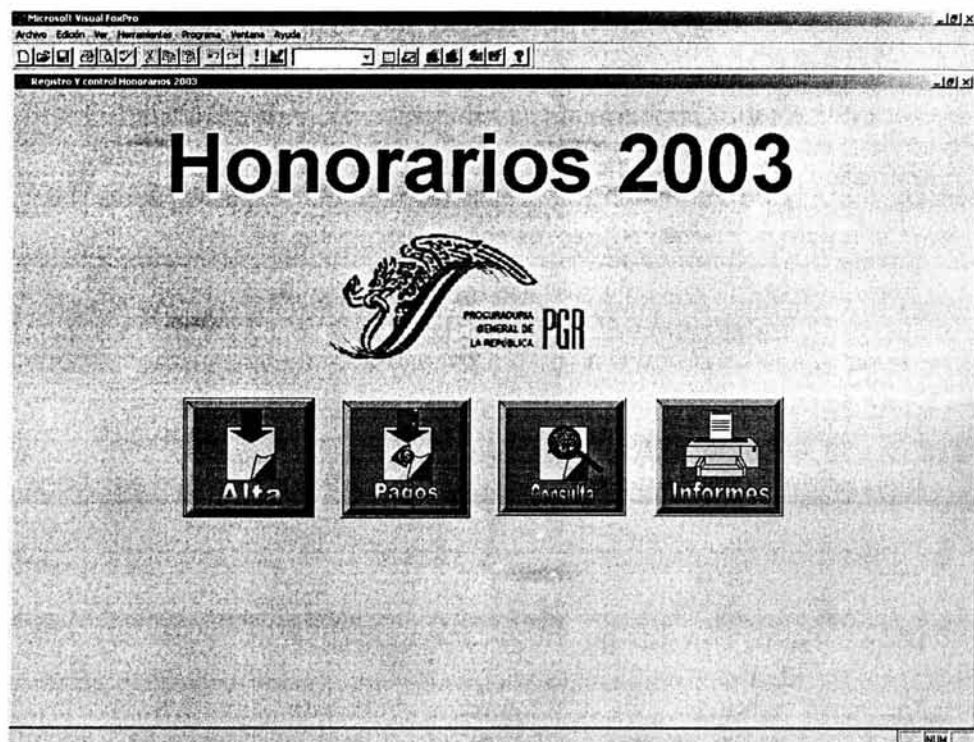 Microsoft Visual FoxPro
Archivo Edición Ver Herramientas Programa Ventana Ayuda
Registro Y control Honorarios 2003
Honorarios 2003
PROCURADURIA
GENERAL DE
LA REPÚBLICA
PGR
Alta Pagos Consulta Informes
NUM